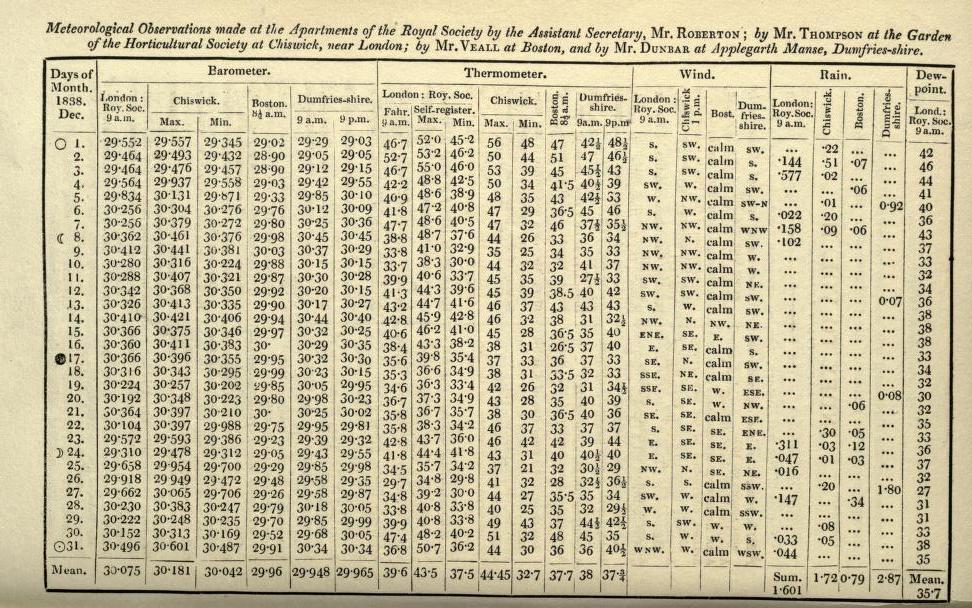 Meteorological Observations made at the Apartments of the Royal Society by the Assistant Secretary, Mr. ROBERTON; by Mr. THOMPSON at the Garden
of the Horticultural Society at Chiswick, near London; by Mr. VEALL at Boston, and by Mr. DUNBAR at Applegarth Manse, Dumfries-shire.
Days of Month. 1838. Dec. Barometer. Thermometer. Wind. Rain. Dew-point.
London: Roy. Soc. 9 a.m. Chiswick. Boston. 8½ a.m. Dumfries-shire. London: Roy. Soc. Chiswick. Boston. 8½ a.m. Dumfries-shire. London: Roy. Soc. 9 a.m. Chiswick 1 p.m. Bost. Dumfries-shire. London: Roy. Soc. 9 a.m. Chiswick. Boston. Dumfries-shire. Lond.: Roy. Soc. 9 a.m.
Max. Min. 9 a.m. 9 p.m. Fahr. 9 a.m. Self-register. Max. Min. Max. Min. 9 a.m. 9 p.m
○ 1. 29·552 29·557 29·345 29·02 29·29 29·03 46·7 52·0 45·2 56 48 47 42½ 48½ S. SW. calm SW. ... ·22 ... 42
2. 29·464 29·493 29·432 28·90 29·05 29·05 52·7 53·2 46·2 50 44 51 47 46½ S. S. calm S. ·144 ·51 ·07 46
3. 29·464 29·476 29·457 28·90 29·12 29·15 46·7 55·0 46·0 53 39 45 45½ 43 S. SW. calm S. ·577 ·02 ... 44
4. 29·564 29·937 29·558 29·03 29·42 29·55 42·2 48·8 42·5 50 34 41·5 40½ 39 SW. W. calm SW. ... ... ·06 41
5. 29·834 30·131 29·871 29·33 29·85 30·10 40·9 48·6 38·9 48 35 43 42½ 53 W. NW. calm SW-N ... ·01 ... 0·92 40
6. 30·256 30·304 30·276 29·76 30·12 30·09 41·8 47·2 40·8 47 29 36·5 45 46 S. W. calm S. ·022 ·20 ... 36
7. 30·256 30·379 30·272 29·80 30·25 30·36 47·7 48·6 40·5 47 32 46 37½ 35½ NW. NW. calm WNW ·158 ·09 ·06 43
☾ 8. 30·362 30·461 30·376 29·98 30·45 30·45 38·8 48·7 37·6 44 26 33 36 34 NW. N. calm SW. ·102 ... ... 37
9. 30·412 30·441 30·381 30·03 30·37 30·29 33·8 41·0 32·9 35 25 34 35 33 NW. NW. calm W. ... ... ... 33
10. 30·280 30·316 30·224 29·88 30·15 30·15 33·7 38·3 30·0 44 32 32 41 37 NW. NW. calm W. ... ... ... 32
11. 30·288 30·407 30·321 29·87 30·30 30·28 39·9 40·6 33·7 45 35 39 27½ 33 SW. W. calm NE. ... ... ... 34
12. 30·342 30·368 30·350 29·92 30·20 30·15 41·3 44·3 39·6 45 39 38·5 40 42 SW. SW. calm SW. ... ... ... 0·07 36
13. 30·326 30·413 30·335 29·90 30·17 30·27 43·2 44·7 41·6 46 37 43 43 43 S. W. calm SW. ... ... ... 38
14. 30·410 30·421 30·406 29·94 30·44 30·40 42·8 45·9 42·8 46 32 38 31 32½ NW. N. NW. NE. ... ... ... 38
15. 30·366 30·375 30·346 29·97 30·32 30·25 40·6 46·2 41·0 45 28 36·5 35 40 ENE. SE. E. SW. ... ... ... 38
16. 30·360 30·411 30·383 30· 30·29 30·35 38·4 43·3 38·2 38 31 26·5 37 40 E. SE. calm S. ... ... ... 33
●17. 30·366 30·396 30·355 29·95 30·32 30·30 35·6 39·8 35·4 37 33 36 37 33 SE. N. calm SW. ... ... ... 34
18. 30·316 30·343 30·295 29·99 30·23 30·15 35·3 36·6 34·9 38 31 33·5 32 33 SSE. NE. calm SE. ... ... ... 32
19. 30·224 30·257 30·202 29·85 30·05 29·95 34·6 36·3 33·4 42 26 32 31 34½ SSE. SE. W. ESE. ... ... ... 0·08 30
20. 30·192 30·348 30·223 29·80 29·98 30·23 36·7 37·3 34·9 43 28 35 40 39 S. SE. W. NW. ... ... ·06 32
21. 30·364 30·397 30·210 30· 30·25 30·02 35·8 36·7 35·7 38 30 36·5 40 36 SE. SE. calm ESE. ... ... ... 35
22. 30·104 30·397 29·988 29·75 29·95 29·81 35·8 38·3 34·2 46 33 37 37 37 S. SE. SE. ENE. ... ·30 ·05 33
23. 29·572 29·593 29·386 29·23 29·39 29·32 42·8 43·7 36·0 46 42 42 39 44 E. SE. SE. E. ·311 ·03 ·12 36
☽24. 29·310 29·478 29·312 29·05 29·43 29·55 41·8 44·4 41·8 43 31 40 40½ 40 E. E. SE. E. ·047 ·01 ·03 37
25. 29·658 29·954 29·700 29·29 29·85 29·98 34·5 35·7 34·2 37 21 32 30½ 29 NW. N. SE. NE. ·016 ... ... 32
26. 29·918 29·949 29·472 29·48 29·58 29·35 29·7 34·8 29·8 41 32 28 32½ 36½ S. S. calm SSW. ... ·20 ... 1·80 27
27. 29·662 30·065 29·706 29·26 29·58 29·87 34·8 39·2 30·0 44 27 35·5 35 34 SW. W. calm W. ·147 ... ·34 31
28. 30·230 30·383 30·247 29·79 30·18 30·05 33·8 40·8 33·8 40 25 35 32 29½ W. W. calm SSW. ... ... ... 31
29. 30·222 30·248 30·235 29·70 29·85 29·99 39·9 40·8 33·8 49 43 37 44½ 42½ S. SW. W. W. ... ·08 ... 33
30. 30·152 30·313 30·169 29·52 29·68 30·05 47·4 48·2 40·2 51 32 48 45 35 S. W. W. S. ·033 ·05 ... 38
⊙31. 30·496 30·601 30·487 29·91 30·34 30·34 36·8 50·7 36·2 44 30 36 36 40½ WNW. W. calm WSW. ·044 ... ... 35
Mean. 30·075 30·181 30·042 29·96 29·948 29·965 39·6 43·5 37·5 44·45 32·7 37·7 38 37·¾ Sum. 1·601 1·72 0·79 2·87 Mean. 35·7